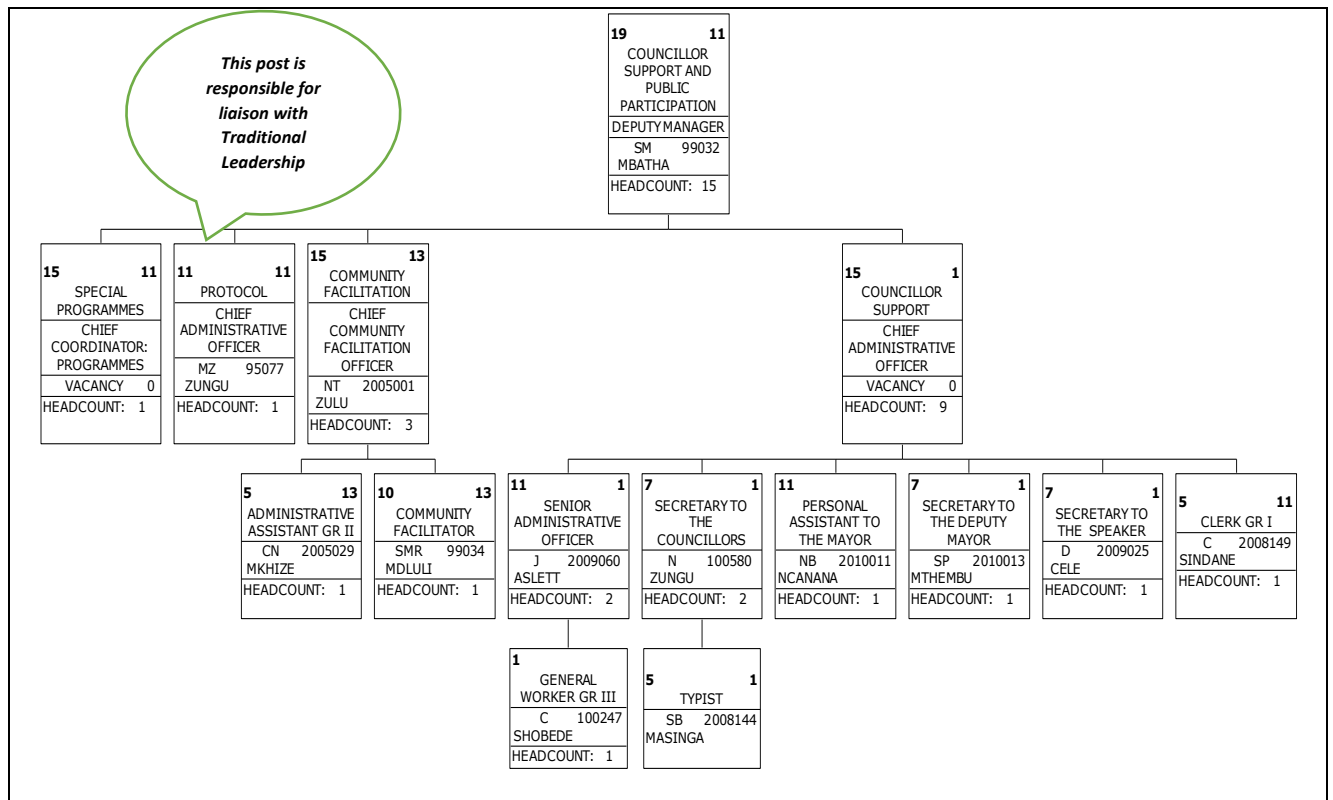 This post is
responsible for
liaison with
Traditional
Leadership
19 11
COUNCILLOR
SUPPORT AND
PUBLIC
PARTICIPATION
DEPUTY MANAGER
SM 99032
MBATHA
HEADCOUNT: 15
15 11
SPECIAL
PROGRAMMES
CHIEF
COORDINATOR:
PROGRAMMES
VACANCY 0
HEADCOUNT: 1
11 11
PROTOCOL
CHIEF
ADMINISTRATIVE
OFFICER
MZ 95077
ZUNGU
HEADCOUNT: 1
15 13
COMMUNITY
FACILITATION
CHIEF
COMMUNITY
FACILITATION
OFFICER
NT 2005001
ZULU
HEADCOUNT: 3
15 1
COUNCILLOR
SUPPORT
CHIEF
ADMINISTRATIVE
OFFICER
VACANCY 0
HEADCOUNT: 9
5 13
ADMINISTRATIVE
ASSISTANT GR II
CN 2005029
MKHIZE
HEADCOUNT: 1
10 13
COMMUNITY
FACILITATOR
SMR 99034
MDLULI
HEADCOUNT: 1
11 1
SENIOR
ADMINISTRATIVE
OFFICER
J 2009060
ASLETT
HEADCOUNT: 2
7 1
SECRETARY TO
THE
COUNCILLORS
N 100580
ZUNGU
HEADCOUNT: 2
11
PERSONAL
ASSISTANT TO
THE MAYOR
NB 2010011
NCANANA
HEADCOUNT: 1
7 1
SECRETARY TO
THE DEPUTY
MAYOR
SP 2010013
MTHEMBU
HEADCOUNT: 1
7 1
SECRETARY TO
THE SPEAKER
D 2009025
CELE
HEADCOUNT: 1
5 11
CLERK GR I
C 2008149
SINDANE
HEADCOUNT: 1
1
GENERAL
WORKER GR III
C 100247
SHOBEDE
HEADCOUNT: 1
5 1
TYPIST
SB 2008144
MASINGA